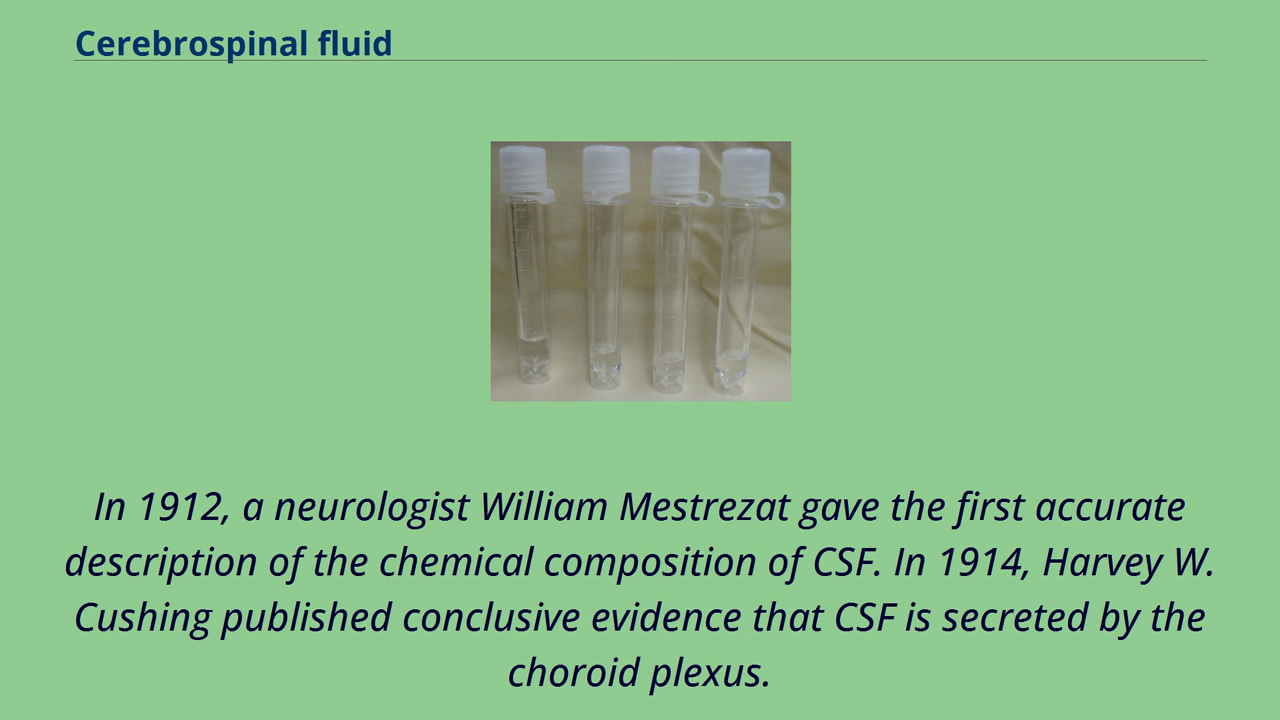 Cerebrospinal fluid
In 1912, a neurologist William Mestrezat gave the first accurate
description of the chemical composition of CSF. In 1914, Harvey W.
Cushing published conclusive evidence that CSF is secreted by the
choroid plexus.